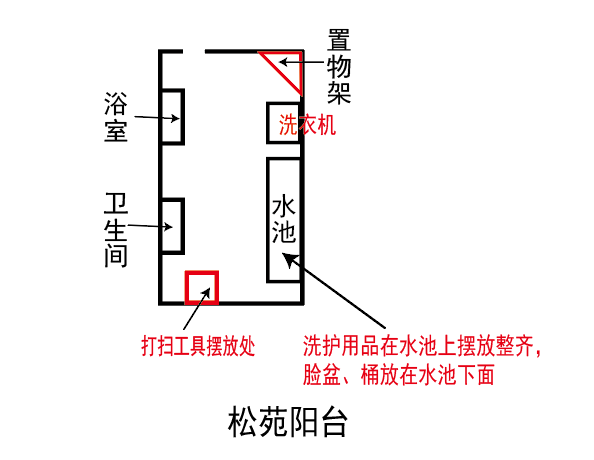 置物架
浴室
洗衣机
卫生间
水池
打扫工具摆放处
洗护用品在水池上摆放整齐，
脸盆、桶放在水池下面
松苑阳台